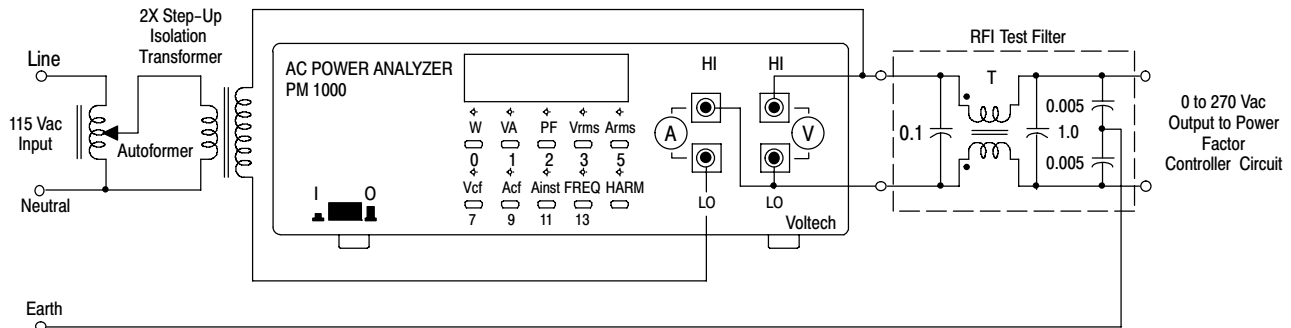 2X Step-Up
Isolation
Transformer
Line
115 Vac
Input
Autoformer
Neutral
AC POWER ANALYZER
PM 1000
W VA PF Vrms Arms
0 1 2 3 5
Vcf Acf Ainst FREQ HARM
7 9 11 13
I O
HI HI
A V
LO LO
Voltech
RFI Test Filter
T
0.1
0.005
1.0
0.005
0 to 270 Vac
Output to Power
Factor
Controller Circuit
Earth